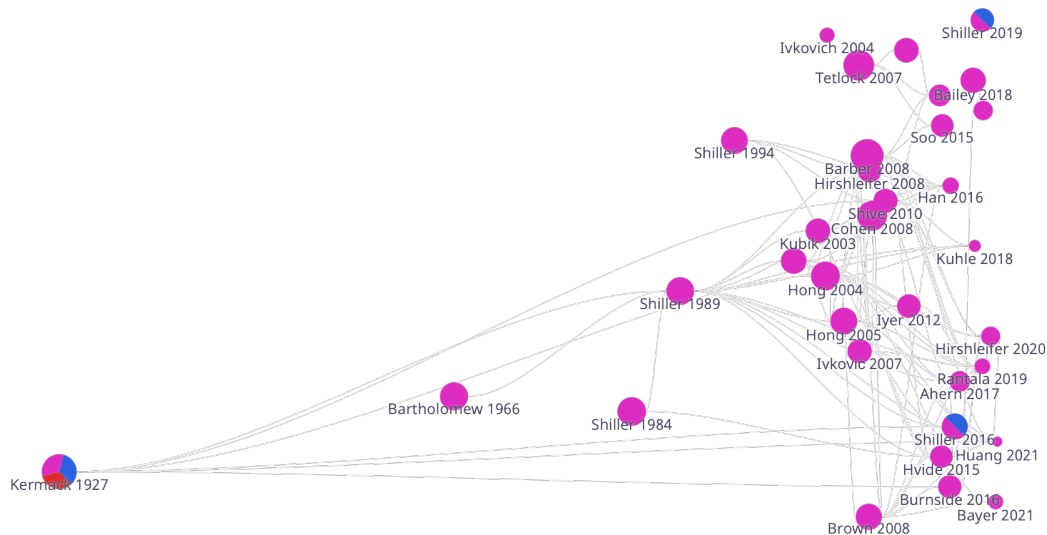 Shiller 2019
Ivkovich 2004
Tetlock 2007
Bailey 2018
Soo 2015
Shiller 1994
Barber 2008
Hirshleifer 2008
Han 2016
Shive 2010
Cohen 2008
Kubik 2003
Kuhle 2018
Hong 2004
Shiller 1989
Iyer 2012
Hong 2005
Hirshleifer 2020
Ivković 2007
Rantala 2019
Ahern 2017
Bartholomew 1966
Shiller 1984
Shiller 2016
Huang 2021
Hvide 2015
Kermack 1927
Burnside 2016
Bayer 2021
Brown 2008